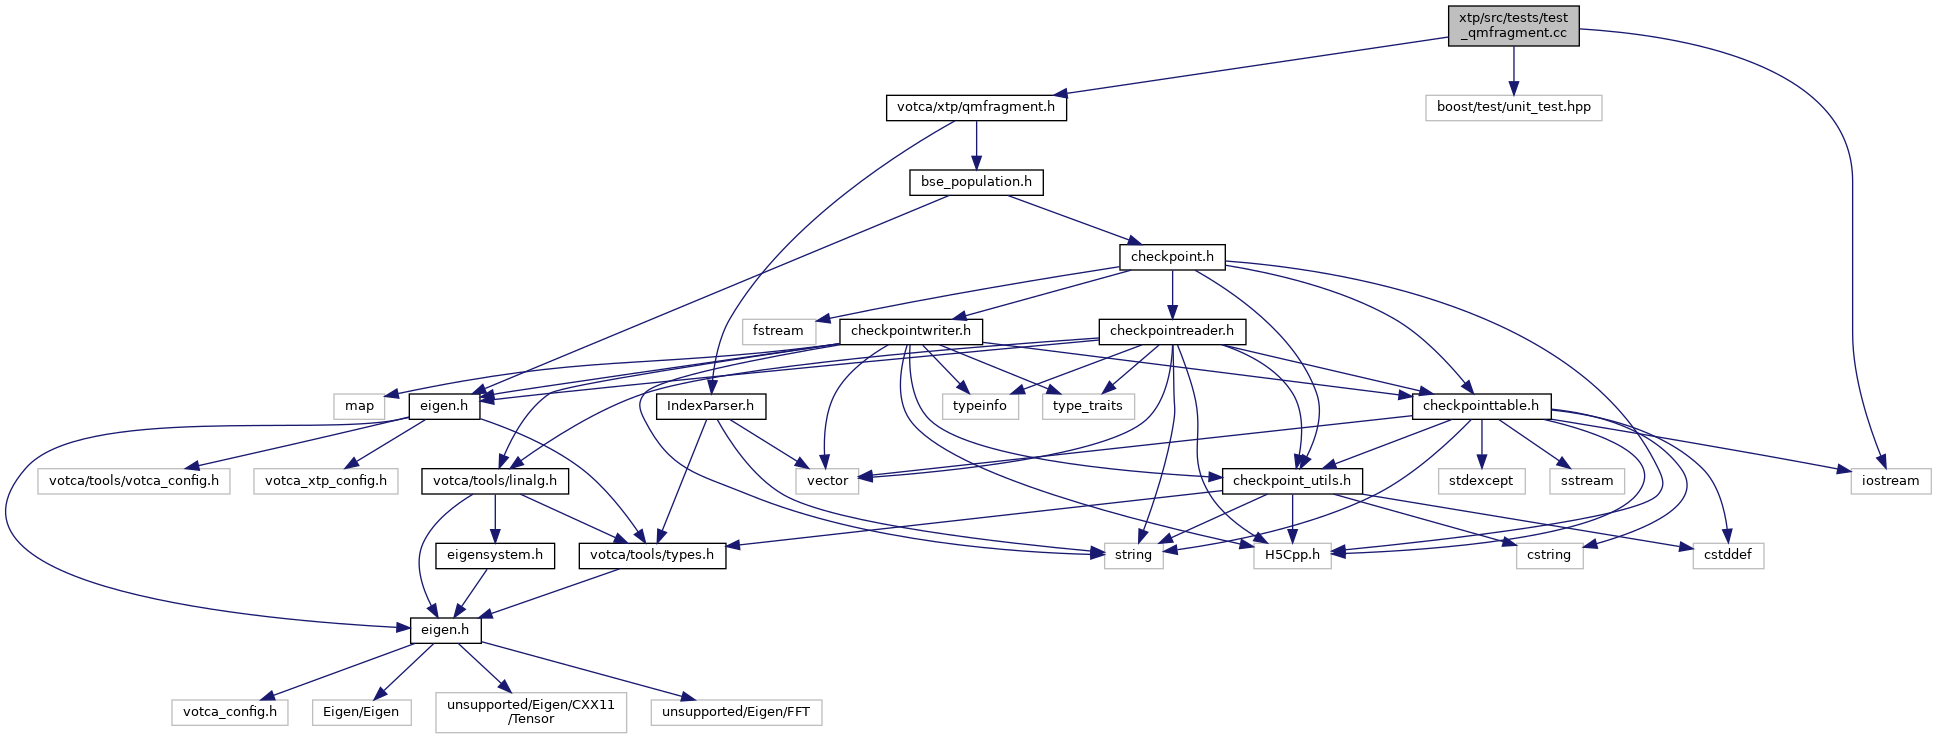 xtp/src/tests/test
_qmfragment.cc
votca/xtp/qmfragment.h
boost/test/unit_test.hpp
bse_population.h
checkpoint.h
fstream
checkpointwriter.h
checkpointreader.h
map
eigen.h
IndexParser.h
typeinfo
type_traits
checkpointtable.h
votca/tools/votca_config.h
votca_xtp_config.h
votca/tools/linalg.h
vector
checkpoint_utils.h
stdexcept
sstream
iostream
eigensystem.h
votca/tools/types.h
string
H5Cpp.h
cstring
cstddef
eigen.h
votca_config.h
Eigen/Eigen
unsupported/Eigen/CXX11
/Tensor
unsupported/Eigen/FFT